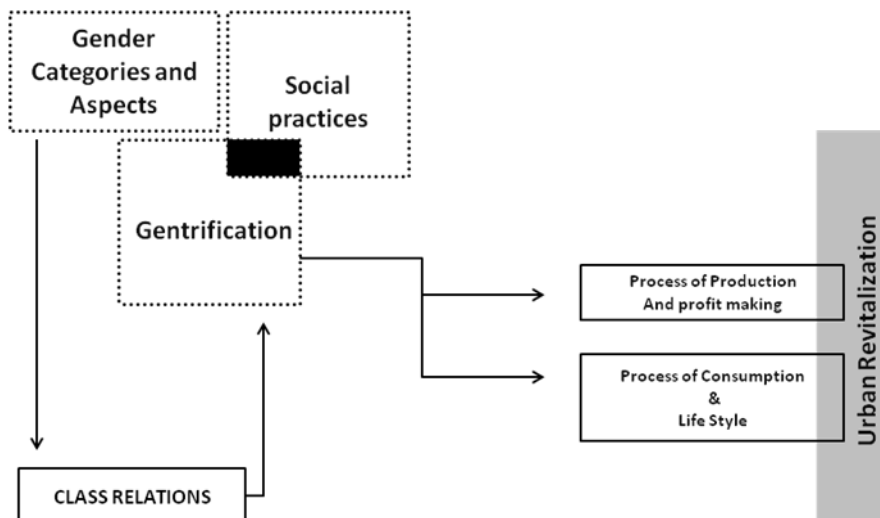 Gender
Categories and
Aspects
Social
practices
Gentrification
Process of Production
And profit making
Process of Consumption
&
Life Style
Urban Revitalization
CLASS RELATIONS